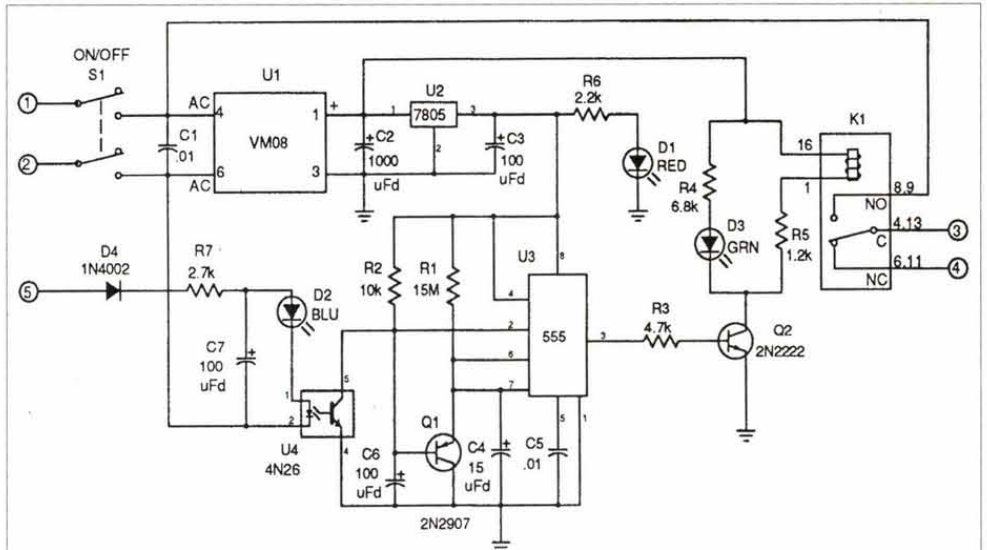 ON/OFF
S1
1
2
AC
4
C1
.01
6
AC
U1
VM08
1
+
3
+
C2
1000
uFd
U2
1
7805
3
2
+
C3
100
uFd
R6
2.2k
D1
RED
R4
6.8k
D3
GRN
R5
1.2k
K1
16
1
8,9
NO
4,13
C
6,11
NC
3
4
D4
1N4002
5
R7
2.7k
D2
BLU
C7
100
uFd
+
1
2
5
4
U4
4N26
R2
10k
R1
15M
U3
8
4
2
6
7
555
3
5
1
R3
4.7k
Q2
2N2222
Q1
2N2907
C6
100
uFd
+
C4
15
uFd
+
C5
.01